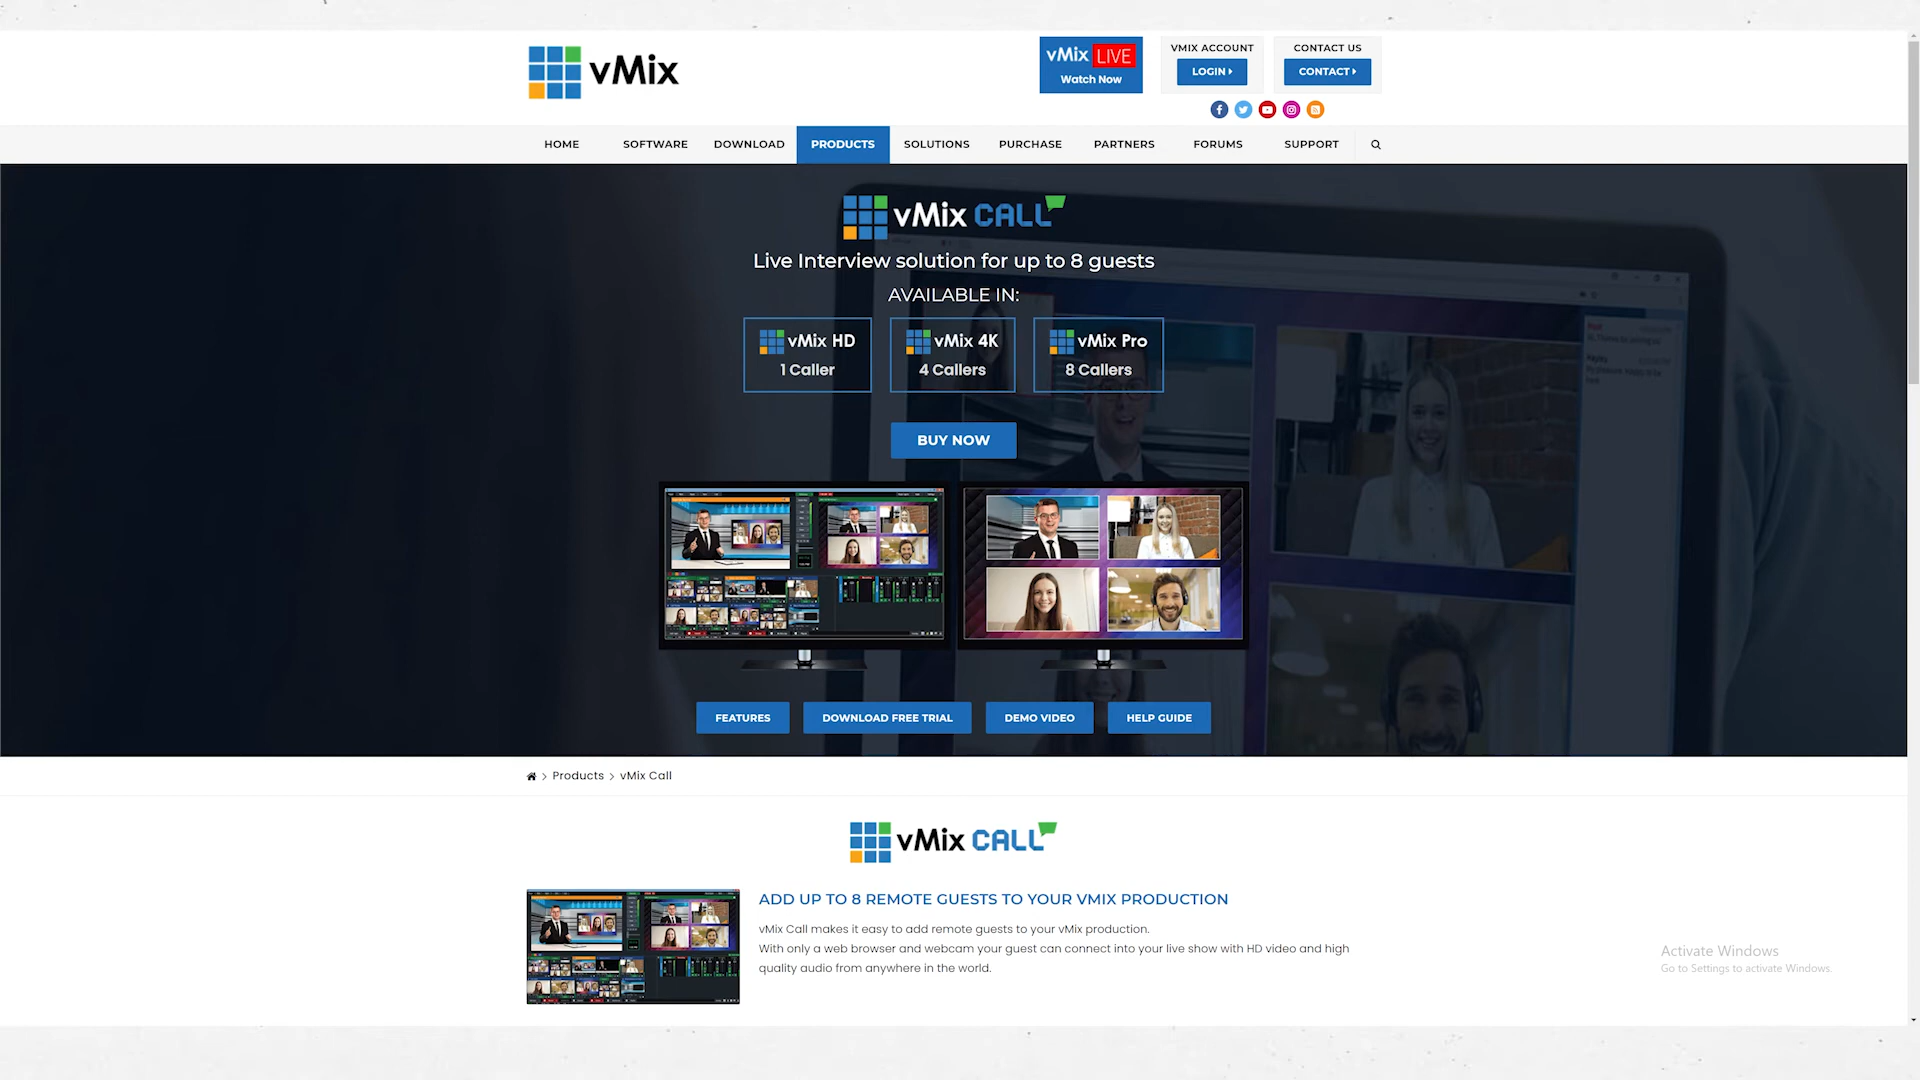 vMix
vMix LIVE
Watch Now
VMIX ACCOUNT
LOGIN
CONTACT US
CONTACT
HOME SOFTWARE DOWNLOAD PRODUCTS SOLUTIONS PURCHASE PARTNERS FORUMS SUPPORT
vMix CALL
Live Interview solution for up to 8 guests
AVAILABLE IN:
vMix HD
1 Caller
vMix 4K
4 Callers
vMix Pro
8 Callers
BUY NOW
FEATURES DOWNLOAD FREE TRIAL DEMO VIDEO HELP GUIDE
Products > vMix Call
vMix CALL
ADD UP TO 8 REMOTE GUESTS TO YOUR VMIX PRODUCTION
vMix Call makes it easy to add remote guests to your vMix production.
With only a web browser and webcam your guest can connect into your live show with HD video and high
quality audio from anywhere in the world.
Activate Windows
Go to Settings to activate Windows.